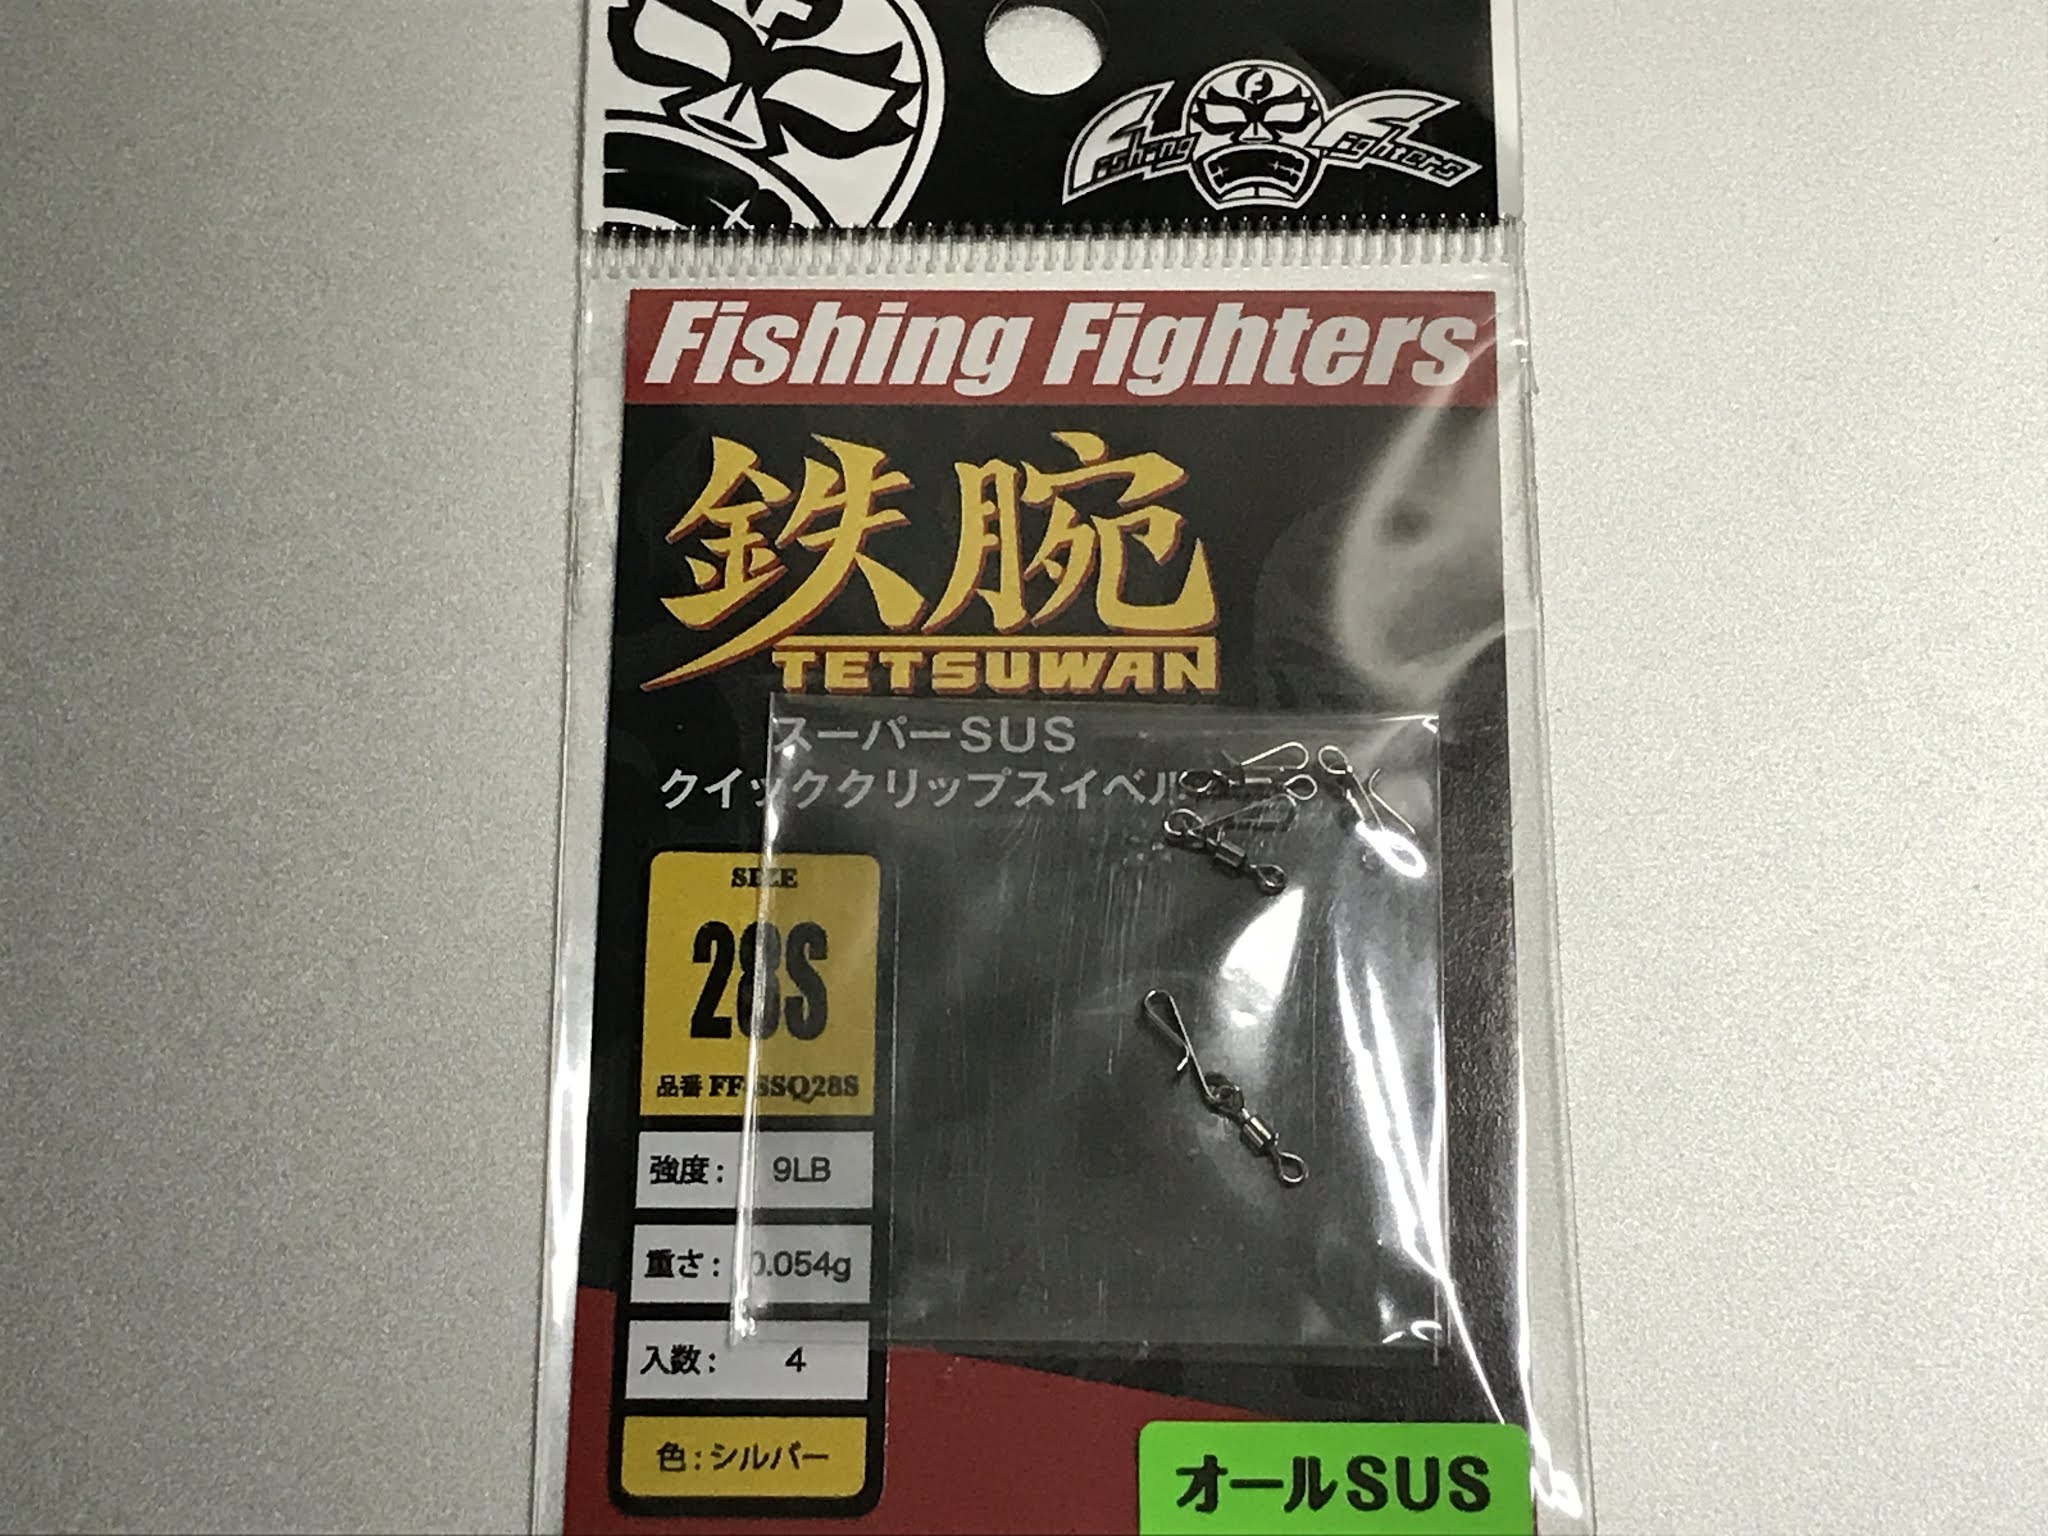 Fishing Fighters
Fishing Fighters
鉄腕
TETSUWAN
スーパーSUS
クイッククリップスイベル
SIZE
28S
品番 FF-SSQ28S
強度: 9LB
重さ: 0.054g
入数: 4
色:シルバー
オールSUS